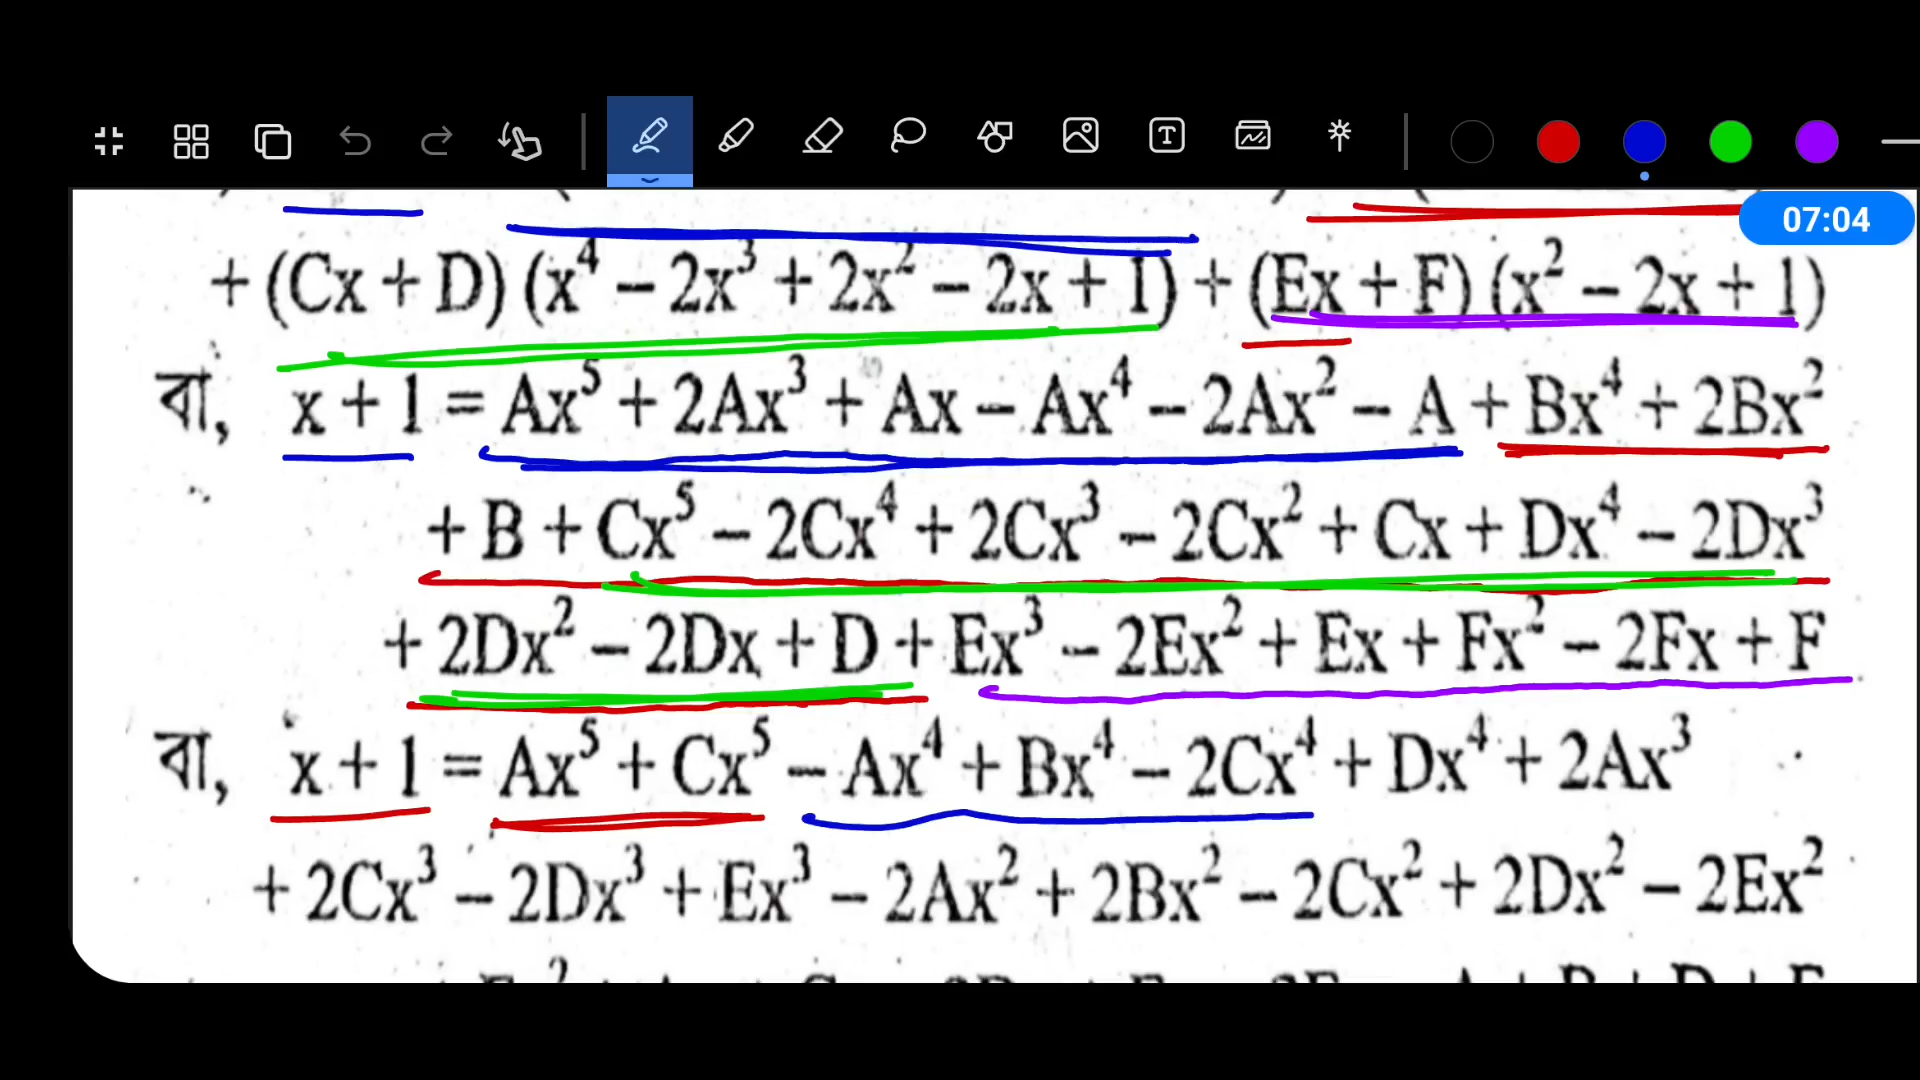 07:04
+ (Cx + D) (x⁴ − 2x³ + 2x² − 2x + 1) + (Ex + F) (x² − 2x + 1)
বা, x + 1 = Ax⁵ + 2Ax³ + Ax − Ax⁴ − 2Ax² − A + Bx⁴ + 2Bx²
+ B + Cx⁵ − 2Cx⁴ + 2Cx³ − 2Cx² + Cx + Dx⁴ − 2Dx³
+ 2Dx² − 2Dx + D + Ex³ − 2Ex² + Ex + Fx² − 2Fx + F
বা, x + 1 = Ax⁵ + Cx⁵ − Ax⁴ + Bx⁴ − 2Cx⁴ + Dx⁴ + 2Ax³
+ 2Cx³ − 2Dx³ + Ex³ − 2Ax² + 2Bx² − 2Cx² + 2Dx² − 2Ex²